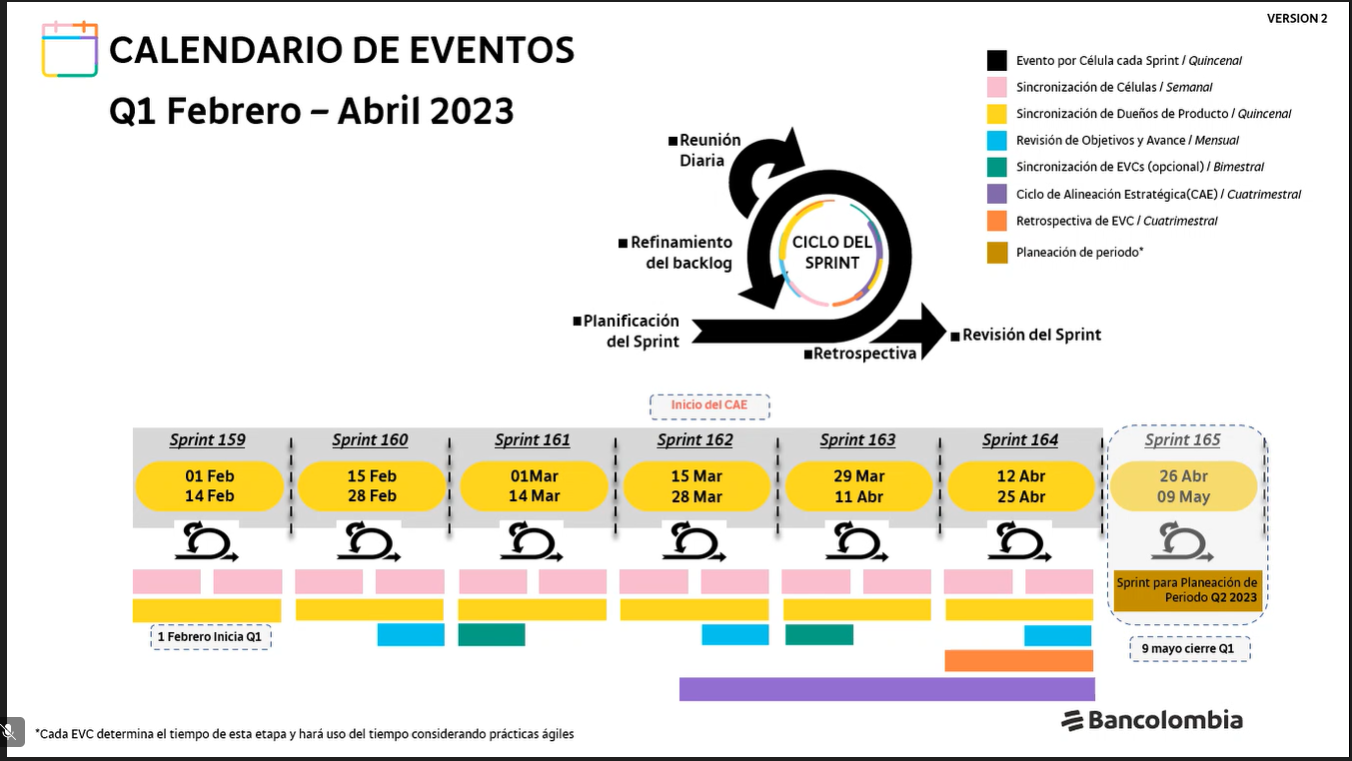 VERSION 2
CALENDARIO DE EVENTOS
Q1 Febrero – Abril 2023
Evento por Célula cada Sprint / Quincenal
Sincronización de Células / Semanal
Sincronización de Dueños de Producto / Quincenal
Revisión de Objetivos y Avance / Mensual
Sincronización de EVCs (opcional) / Bimestral
Ciclo de Alineación Estratégica(CAE) / Cuatrimestral
Retrospectiva de EVC / Cuatrimestral
Planeación de periodo*
Reunión
Diaria
Refinamiento
del backlog
CICLO DEL
SPRINT
Planificación
del Sprint
Retrospectiva
Revisión del Sprint
Inicio del CAE
Sprint 159
Sprint 160
Sprint 161
Sprint 162
Sprint 163
Sprint 164
Sprint 165
01 Feb
14 Feb
15 Feb
28 Feb
01Mar
14 Mar
15 Mar
28 Mar
29 Mar
11 Abr
12 Abr
25 Abr
26 Abr
09 May
Sprint para Planeación de
Periodo Q2 2023
1 Febrero Inicia Q1
9 mayo cierre Q1
Bancolombia
*Cada EVC determina el tiempo de esta etapa y hará uso del tiempo considerando prácticas ágiles